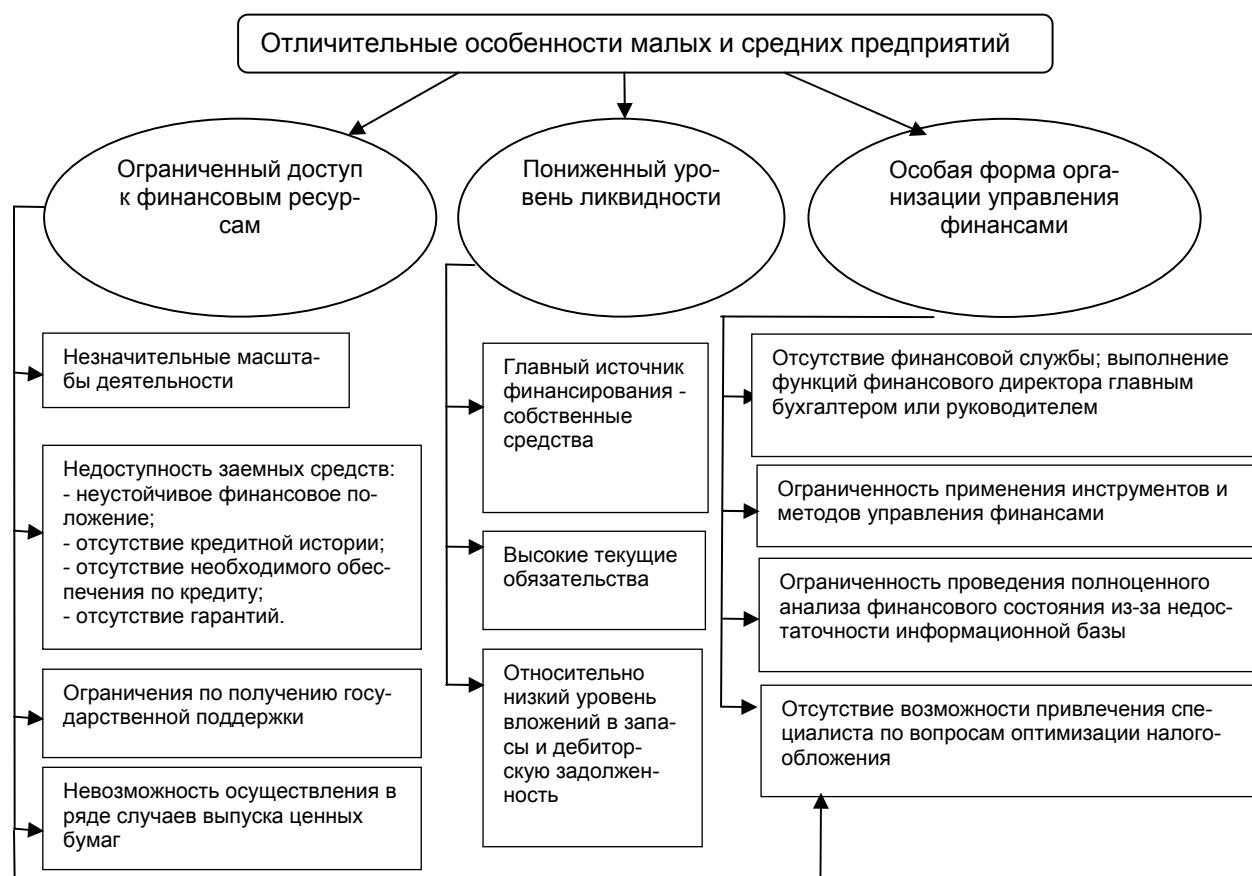 Отличительные особенности малых и средних предприятий
Ограниченный доступ
к финансовым ресур-
сам
Пониженный уро-
вень ликвидности
Особая форма орга-
низации управления
финансами
Незначительные масшта-
бы деятельности
Недоступность заемных средств:
- неустойчивое финансовое по-
ложение;
- отсутствие кредитной истории;
- отсутствие необходимого обес-
печения по кредиту;
- отсутствие гарантий.
Ограничения по получению госу-
дарственной поддержки
Невозможность осуществления в
ряде случаев выпуска ценных
бумаг
Главный источник
финансирования -
собственные
средства
Высокие текущие
обязательства
Относительно
низкий уровень
вложений в запа-
сы и дебитор-
скую задолжен-
ность
Отсутствие финансовой службы; выполнение
функций финансового директора главным
бухгалтером или руководителем
Ограниченность применения инструментов и
методов управления финансами
Ограниченность проведения полноценного
анализа финансового состояния из-за недос-
таточности информационной базы
Отсутствие возможности привлечения спе-
циалиста по вопросам оптимизации налого-
обложения